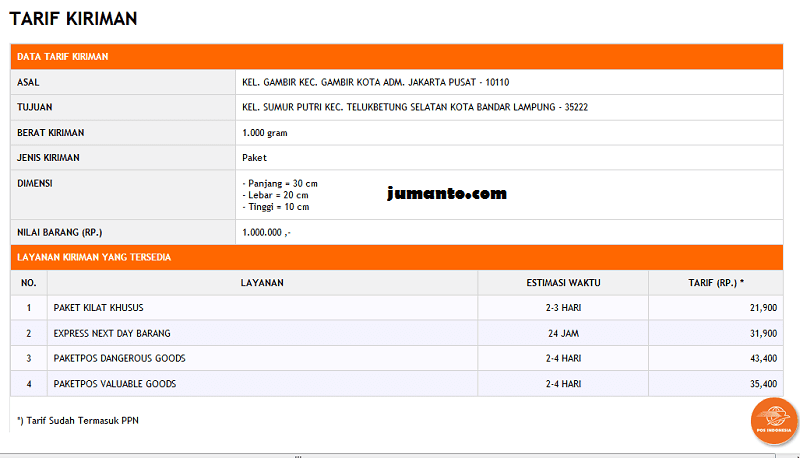 TARIF KIRIMAN
DATA TARIF KIRIMAN
ASAL KEL. GAMBIR KEC. GAMBIR KOTA ADM. JAKARTA PUSAT - 10110
TUJUAN KEL. SUMUR PUTRI KEC. TELUKBETUNG SELATAN KOTA BANDAR LAMPUNG - 35222
BERAT KIRIMAN 1.000 gram
JENIS KIRIMAN Paket
DIMENSI - Panjang = 30 cm
- Lebar = 20 cm
- Tinggi = 10 cm
jumanto.com
NILAI BARANG (RP.) 1.000.000 ,-
LAYANAN KIRIMAN YANG TERSEDIA
NO. LAYANAN ESTIMASI WAKTU TARIF (RP.) *
1 PAKET KILAT KHUSUS 2-3 HARI 21,900
2 EXPRESS NEXT DAY BARANG 24 JAM 31,900
3 PAKETPOS DANGEROUS GOODS 2-4 HARI 43,400
4 PAKETPOS VALUABLE GOODS 2-4 HARI 35,400
*) Tarif Sudah Termasuk PPN
POS INDONESIA